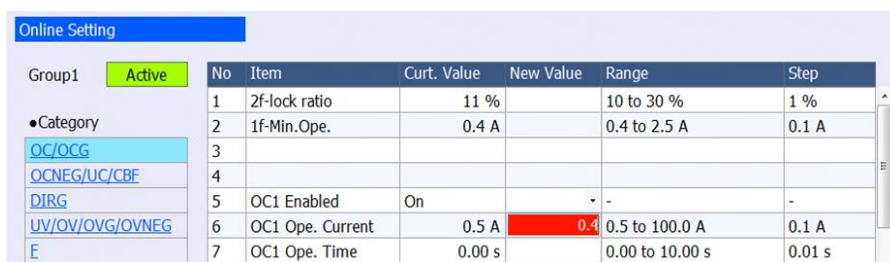 Online Setting
Group1 Active
●Category
OC/OCG
OCNEG/UC/CBF
DIRG
UV/OV/OVG/OVNEG
F
No Item Curt. Value New Value Range Step
1 2f-lock ratio 11 % 10 to 30 % 1 %
2 1f-Min.Ope. 0.4 A 0.4 to 2.5 A 0.1 A
3
4
5 OC1 Enabled On - -
6 OC1 Ope. Current 0.5 A 0.4 0.5 to 100.0 A 0.1 A
7 OC1 Ope. Time 0.00 s 0.00 to 10.00 s 0.01 s